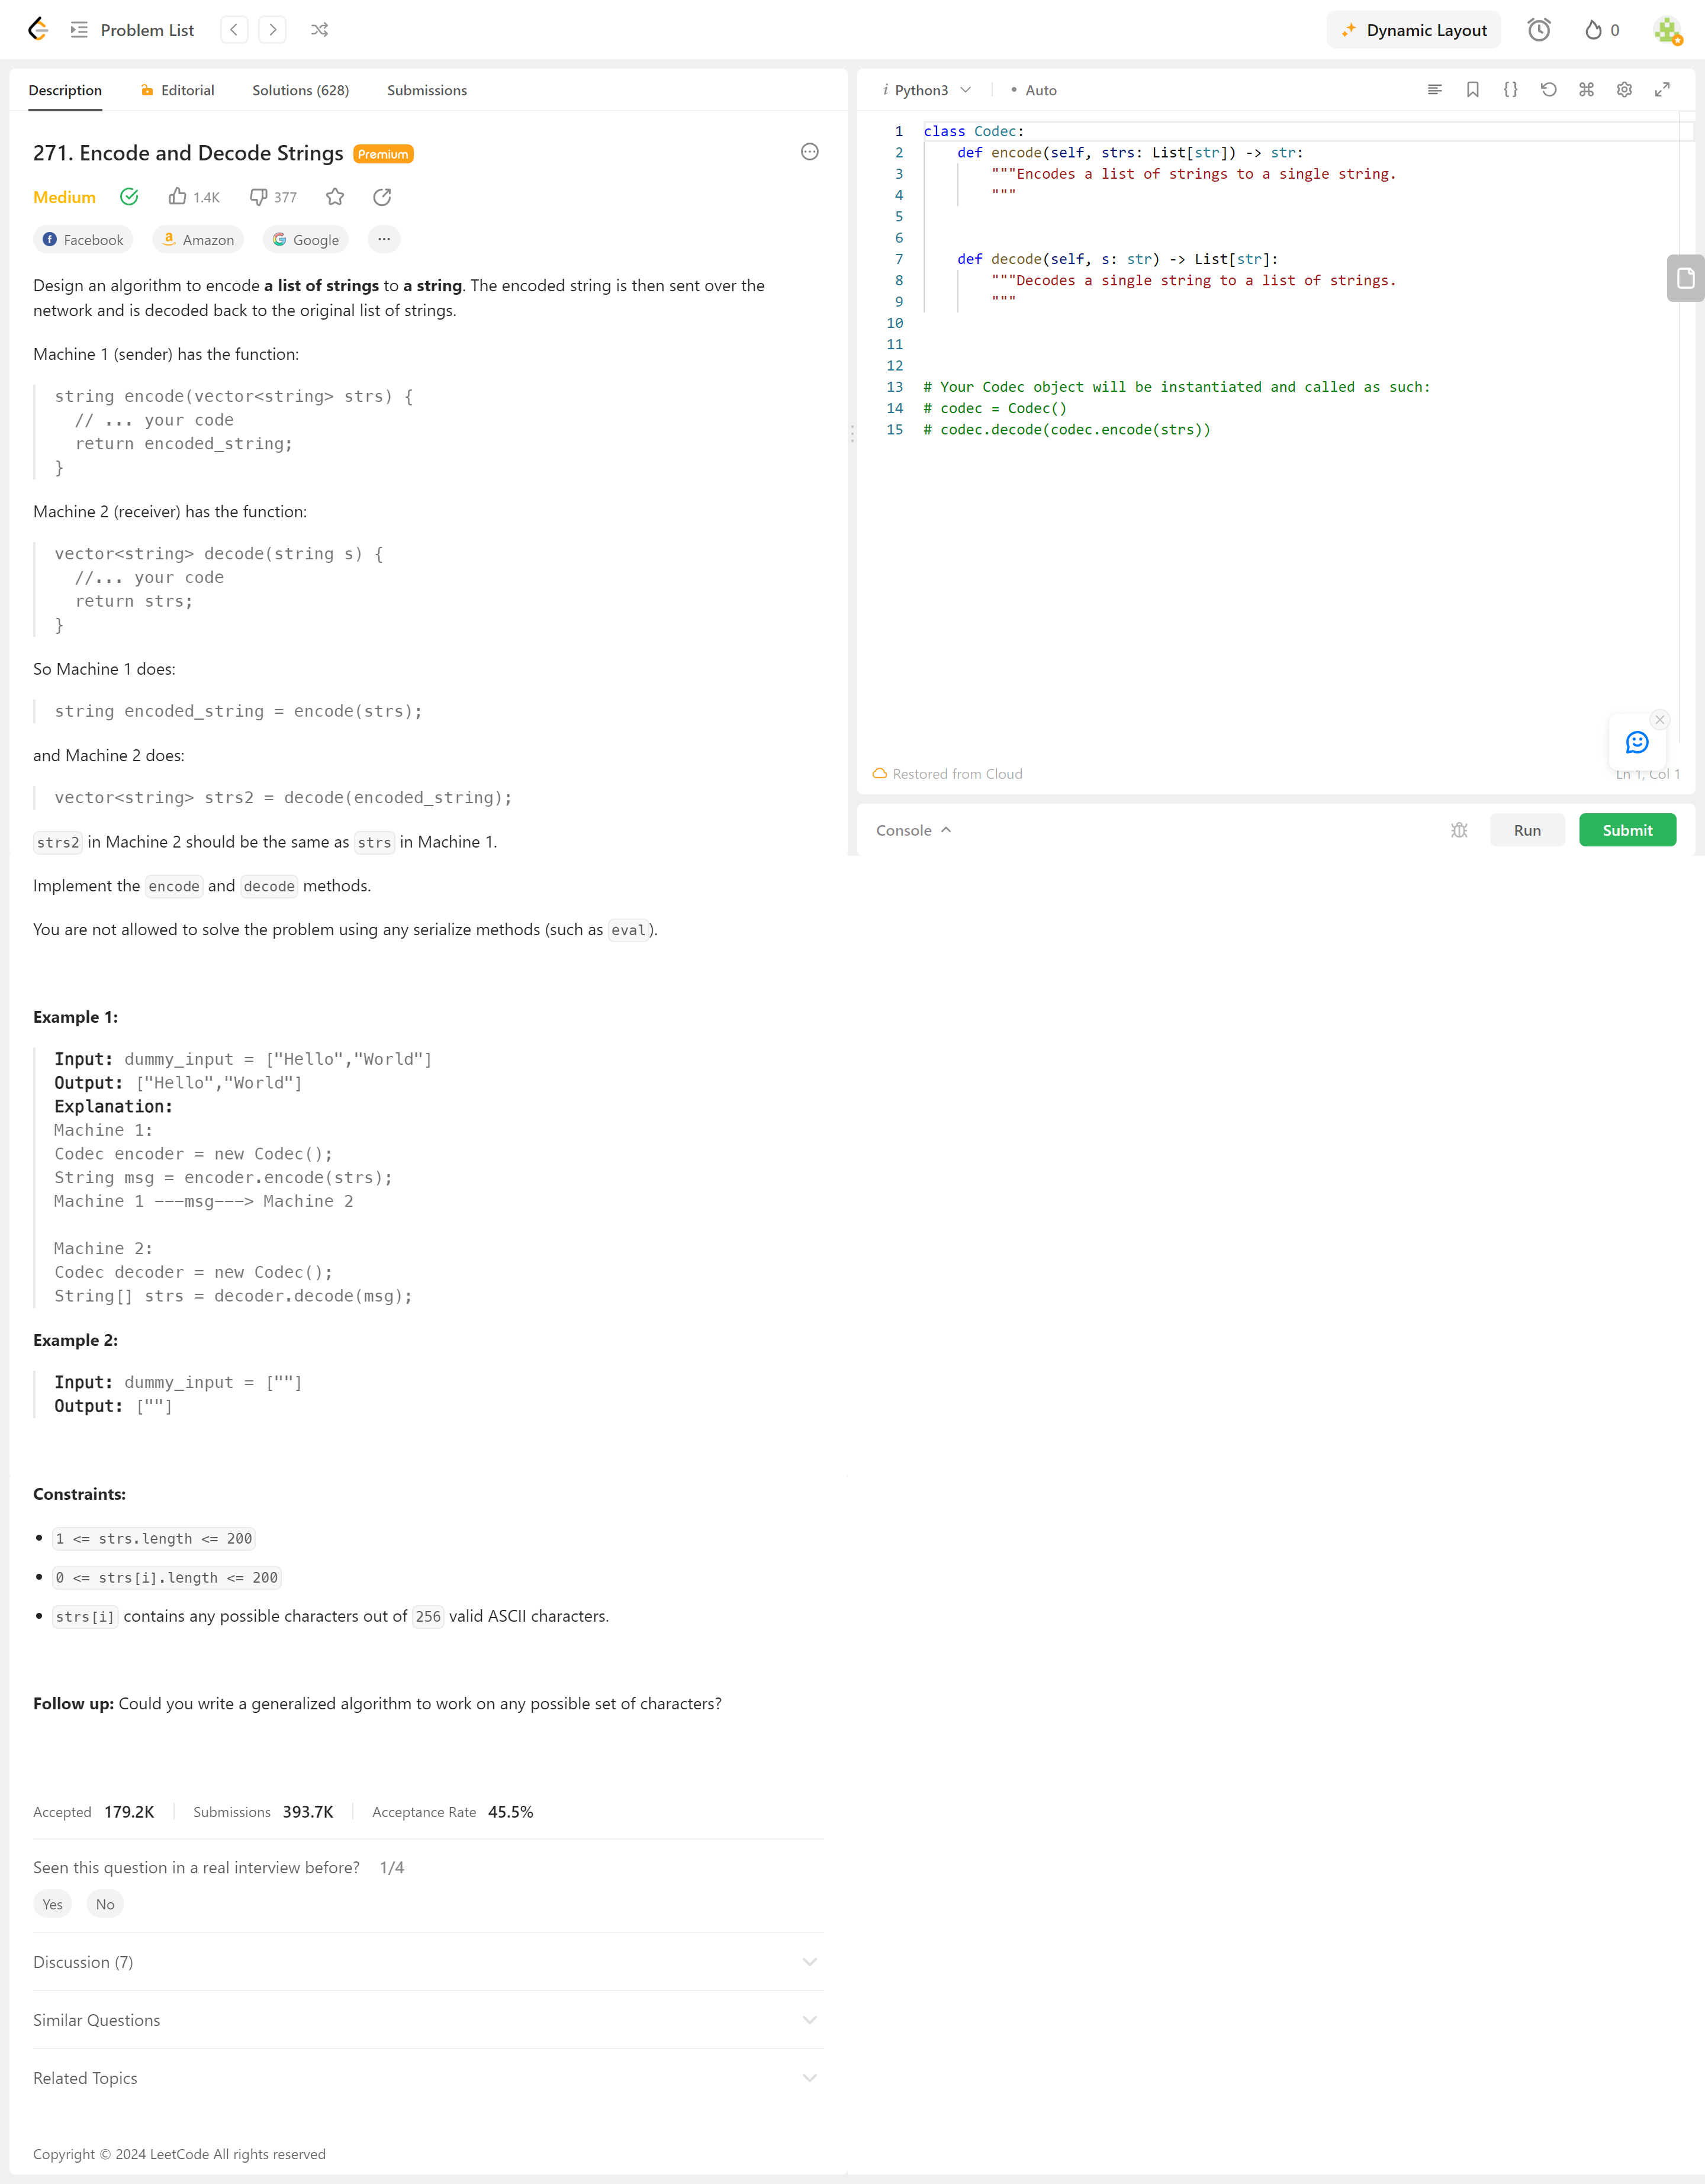 Problem List
Dynamic Layout
0
Description
Editorial
Solutions (628)
Submissions
271. Encode and Decode Strings
Premium
Medium
1.4K
377
Facebook
Amazon
Google
Design an algorithm to encode a list of strings to a string. The encoded string is then sent over the
network and is decoded back to the original list of strings.
Machine 1 (sender) has the function:
string encode(vector<string> strs) {
// ... your code
return encoded_string;
}
Machine 2 (receiver) has the function:
vector<string> decode(string s) {
//... your code
return strs;
}
So Machine 1 does:
string encoded_string = encode(strs);
and Machine 2 does:
vector<string> strs2 = decode(encoded_string);
strs2 in Machine 2 should be the same as strs in Machine 1.
Implement the encode and decode methods.
You are not allowed to solve the problem using any serialize methods (such as eval).
Example 1:
Input: dummy_input = ["Hello","World"]
Output: ["Hello","World"]
Explanation:
Machine 1:
Codec encoder = new Codec();
String msg = encoder.encode(strs);
Machine 1 ---msg---> Machine 2
Machine 2:
Codec decoder = new Codec();
String[] strs = decoder.decode(msg);
Example 2:
Input: dummy_input = [""]
Output: [""]
Constraints:
• 1 <= strs.length <= 200
• 0 <= strs[i].length <= 200
• strs[i] contains any possible characters out of 256 valid ASCII characters.
Follow up: Could you write a generalized algorithm to work on any possible set of characters?
Accepted 179.2K
Submissions 393.7K
Acceptance Rate 45.5%
Seen this question in a real interview before? 1/4
Yes
No
Discussion (7)
Similar Questions
Related Topics
Copyright © 2024 LeetCode All rights reserved
i Python3
• Auto
1 class Codec:
2 def encode(self, strs: List[str]) -> str:
3 """Encodes a list of strings to a single string.
4 """
5
6
7 def decode(self, s: str) -> List[str]:
8 """Decodes a single string to a list of strings.
9 """
10
11
12
13 # Your Codec object will be instantiated and called as such:
14 # codec = Codec()
15 # codec.decode(codec.encode(strs))
Restored from Cloud
Ln 1, Col 1
Console
Run
Submit